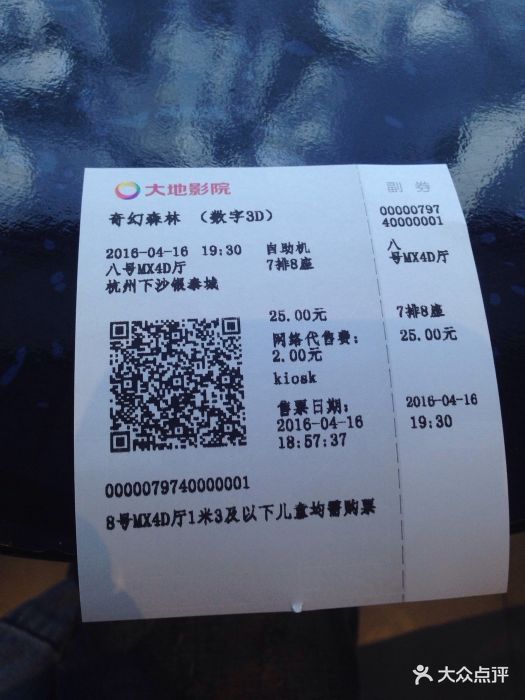 大地影院
奇幻森林 （数字3D）
2016-04-16 19:30 自助机
八号MX4D厅 7排8座
杭州下沙银泰城
25.00元
网络代售费：
2.00元
kiosk
售票日期：
2016-04-16
18:57:37
0000079740000001
8号MX4D厅1米3及以下儿童均需购票
副券
00000797
40000001
八
号MX4D厅
7排8座
25.00元
2016-04-16
19:30
大众点评